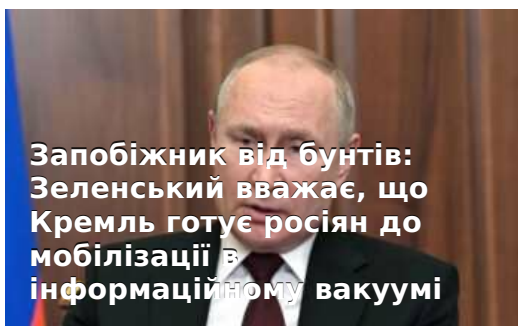 Запобіжник від бунтів:
Зеленський вважає, що
Кремль готує росіян до
мобілізації в
інформаційному вакуумі